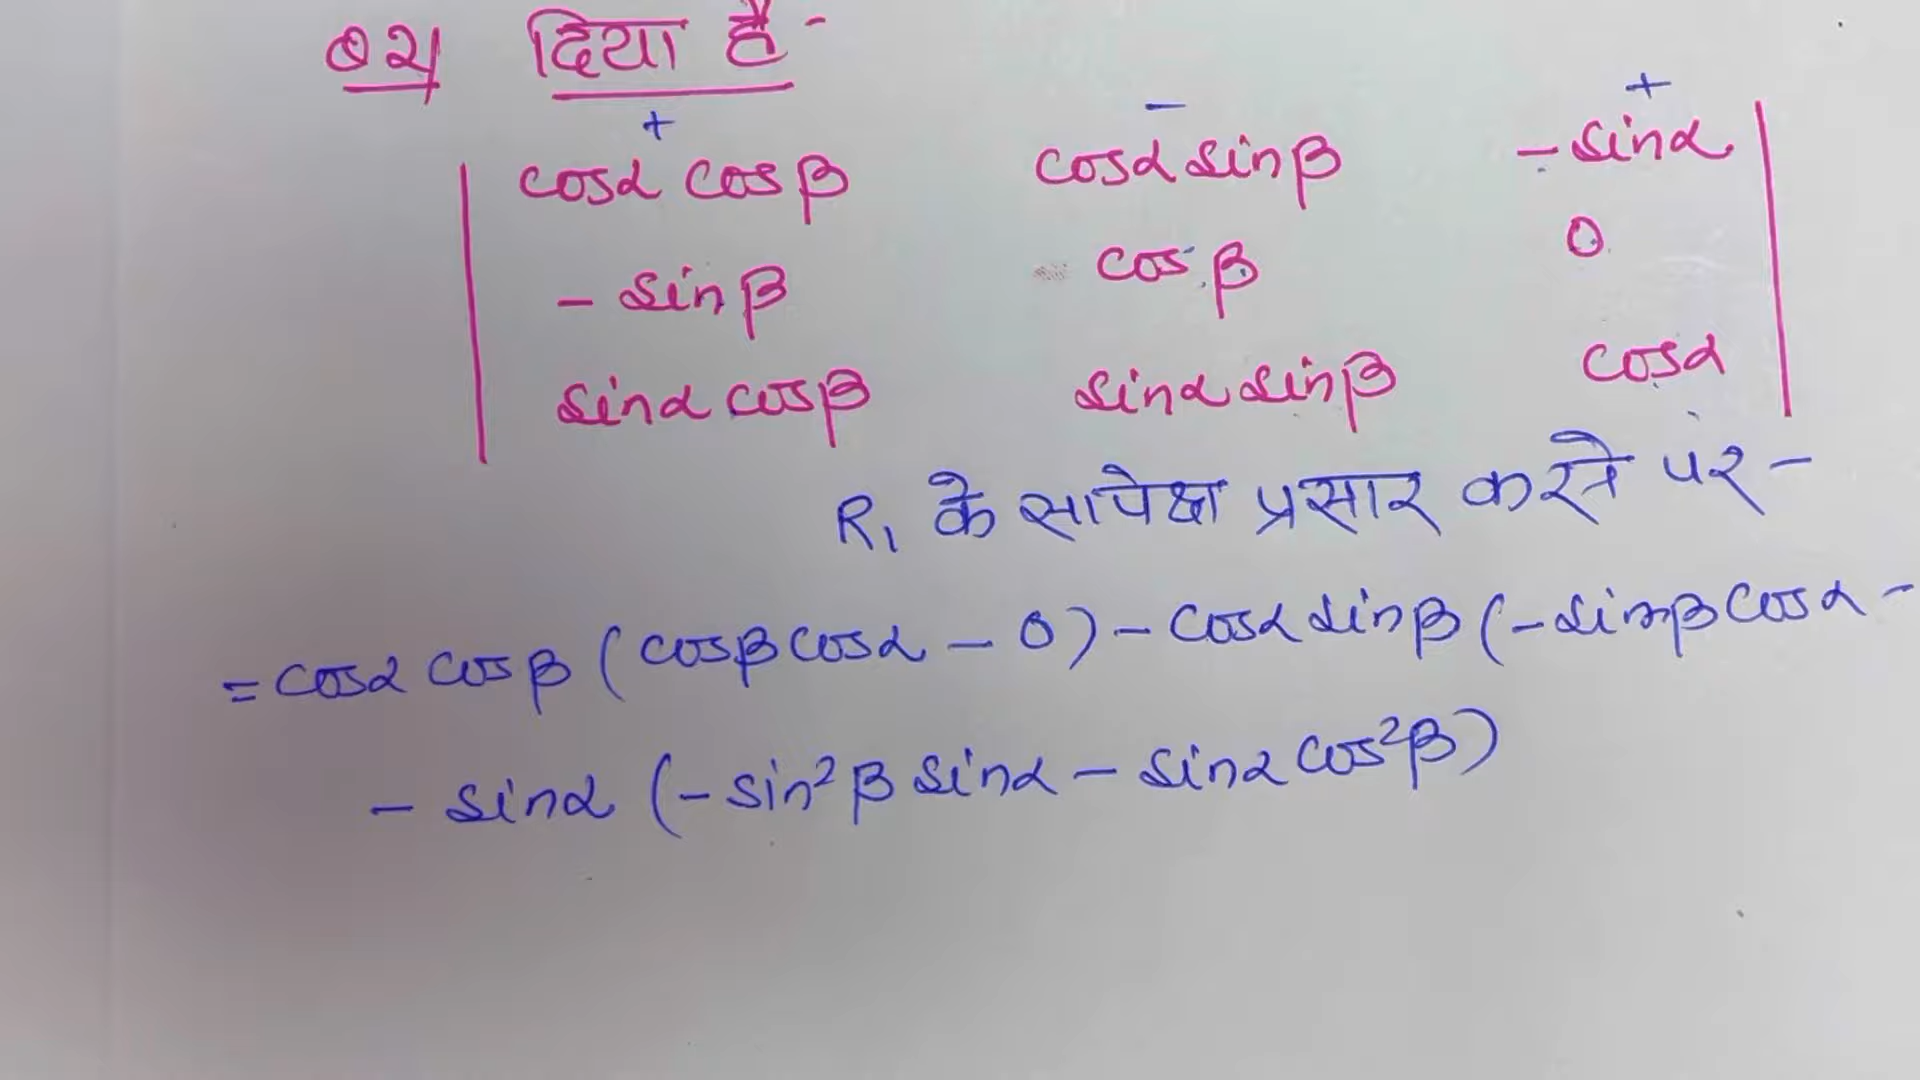 हल दिया है -
+ - +
| cosα cosβ cosα sinβ - sinα |
| - sinβ cosβ 0 |
| sinα cosβ sinα sinβ cosα |
R₁ के सापेक्ष प्रसार करने पर -
= cosα cosβ ( cosβ cosα - 0 ) - cosα sinβ ( - sinβ cosα -
- sinα ( - sin²β sinα - sinα cos²β )